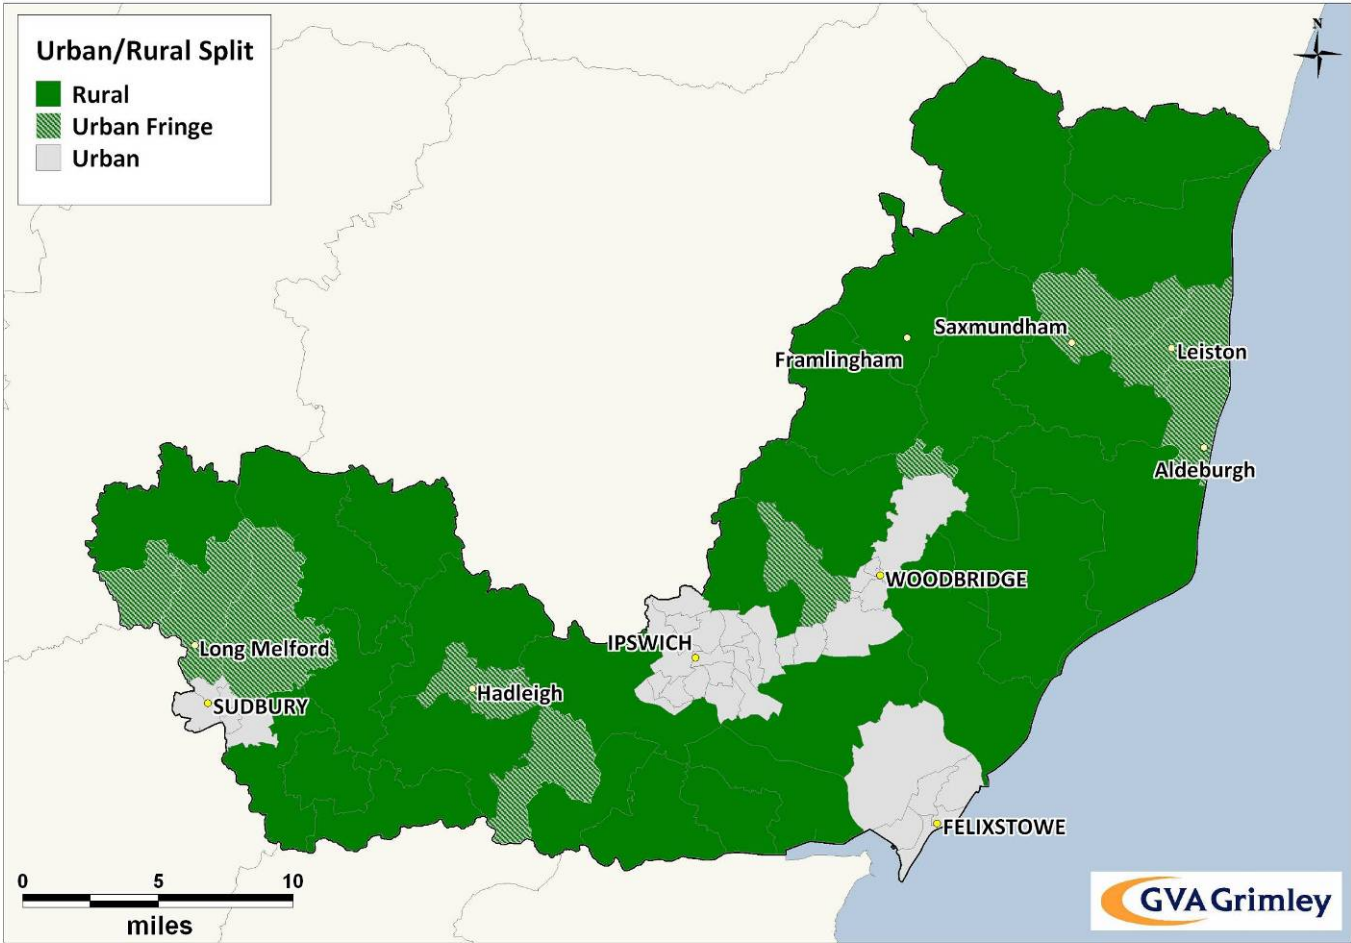 Urban/Rural Split
Rural
Urban Fringe
Urban
N
Saxmundham
Framlingham
Leiston
Aldeburgh
WOODBRIDGE
IPSWICH
Long Melford
Hadleigh
SUDBURY
FELIXSTOWE
0 5 10
miles
GVA Grimley